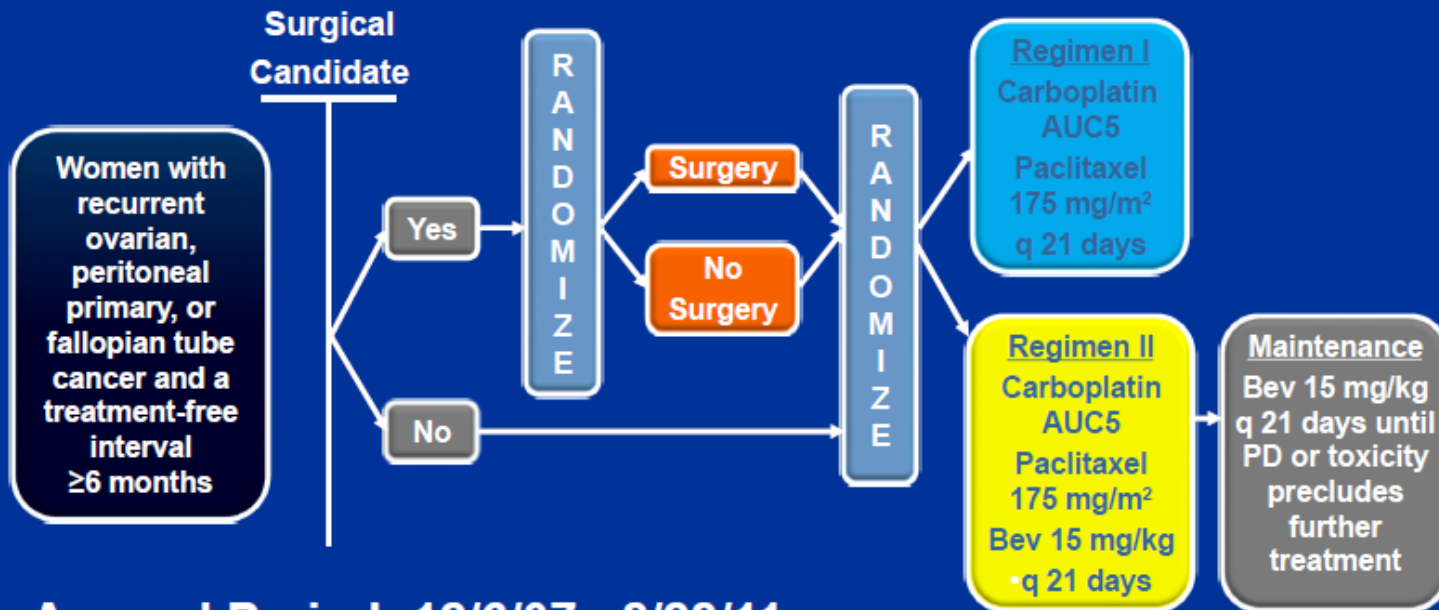 Surgical
Candidate
Women with
recurrent
ovarian,
peritoneal
primary, or
fallopian tube
cancer and a
treatment-free
interval
≥6 months
Yes
No
R
A
N
D
O
M
I
Z
E
Surgery
No
Surgery
R
A
N
D
O
M
I
Z
E
Regimen I
Carboplatin
AUC5
Paclitaxel
175 mg/m²
q 21 days
Regimen II
Carboplatin
AUC5
Paclitaxel
175 mg/m²
Bev 15 mg/kg
•q 21 days
Maintenance
Bev 15 mg/kg
q 21 days until
PD or toxicity
precludes
further
treatment